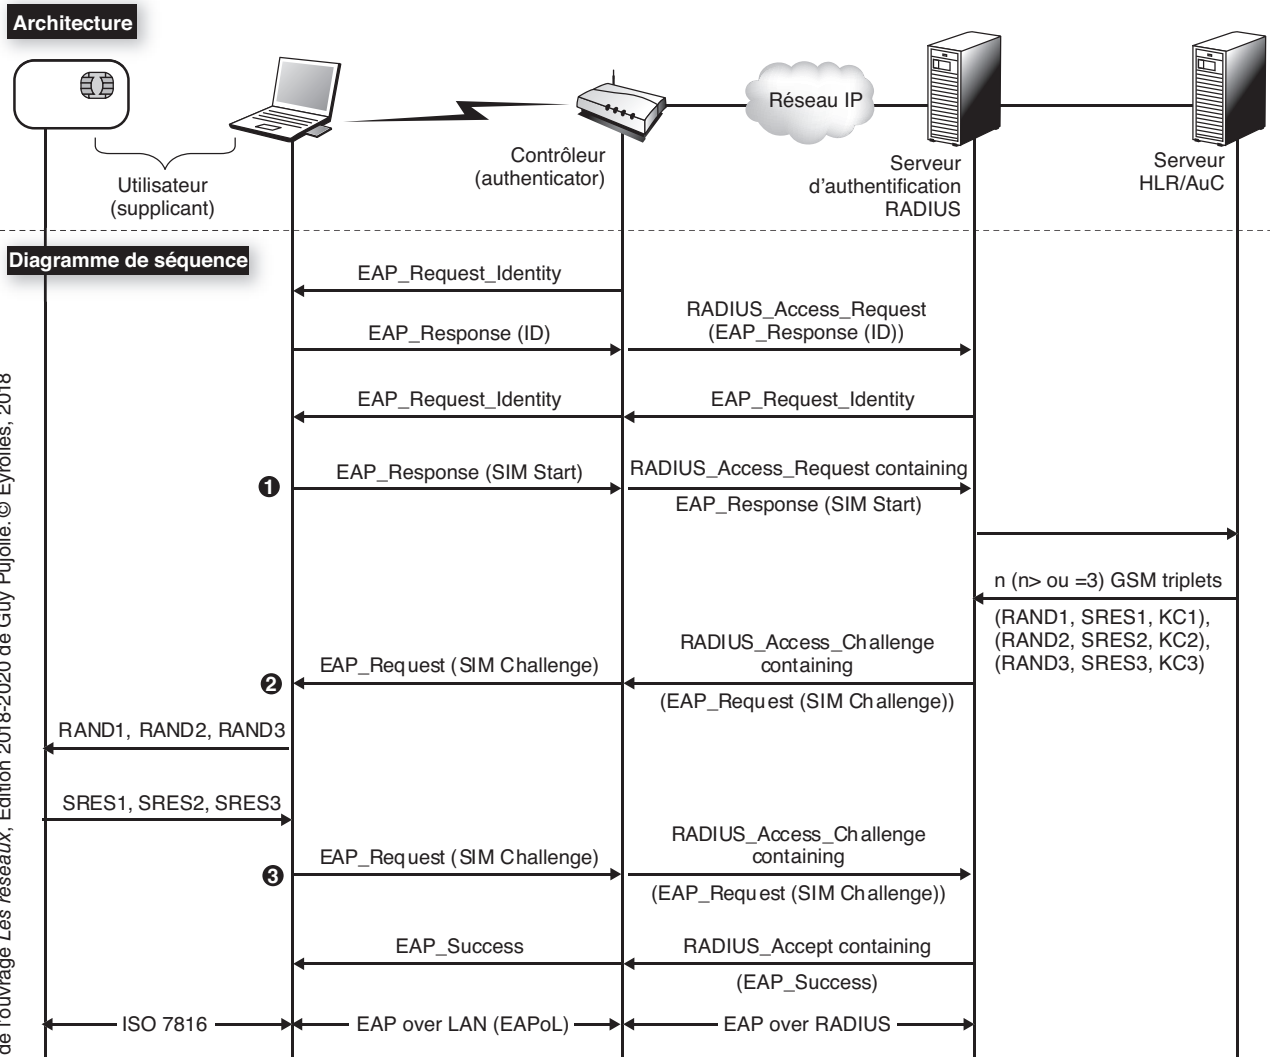 Architecture
Réseau IP
Utilisateur
(supplicant)
Contrôleur
(authenticator)
Serveur
d'authentification
RADIUS
Serveur
HLR/AuC
Diagramme de séquence
EAP_Request_Identity
RADIUS_Access_Request
(EAP_Response (ID))
EAP_Response (ID)
EAP_Request_Identity
EAP_Request_Identity
1
EAP_Response (SIM Start)
RADIUS_Access_Request containing
EAP_Response (SIM Start)
n (n> ou =3) GSM triplets
(RAND1, SRES1, KC1),
(RAND2, SRES2, KC2),
(RAND3, SRES3, KC3)
2
EAP_Request (SIM Challenge)
RADIUS_Access_Challenge
containing
(EAP_Request (SIM Challenge))
RAND1, RAND2, RAND3
SRES1, SRES2, SRES3
3
EAP_Request (SIM Challenge)
RADIUS_Access_Challenge
containing
(EAP_Request (SIM Challenge))
EAP_Success
RADIUS_Accept containing
(EAP_Success)
ISO 7816
EAP over LAN (EAPoL)
EAP over RADIUS
de l'ouvrage Les réseaux, Édition 2018-2020 de Guy Pujolle. © Eyrolles, 2018